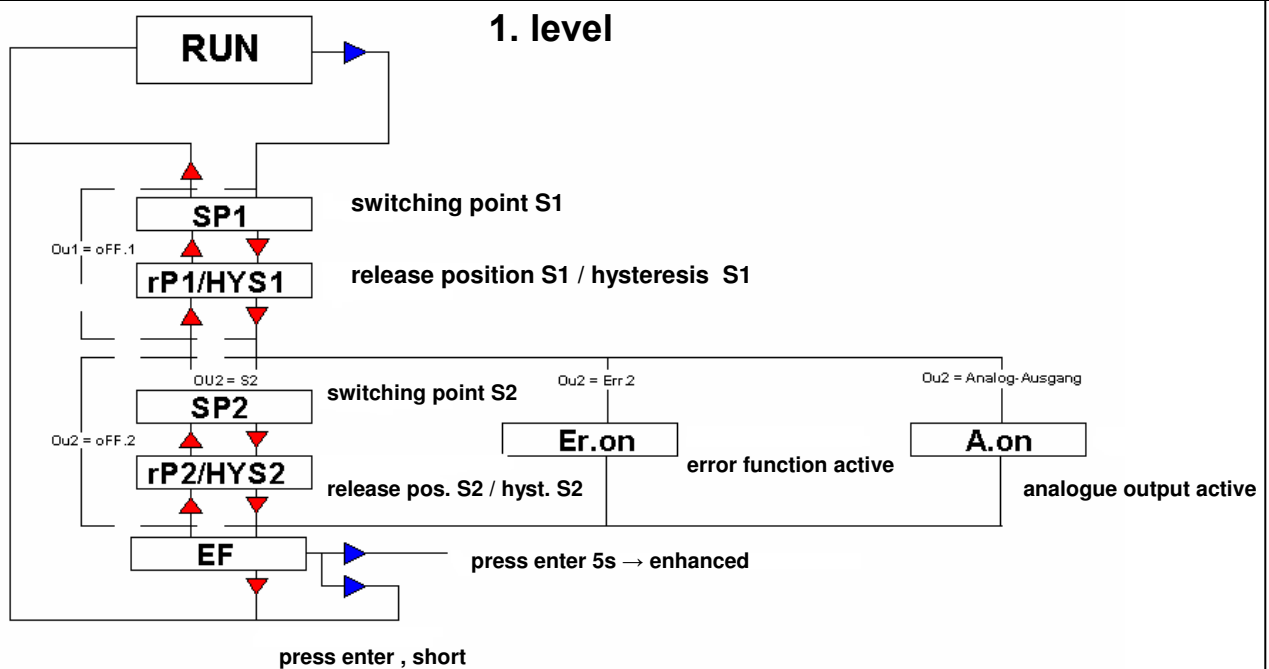 1. level
RUN
SP1
switching point S1
Ou1 = oFF.1
rP1/HYS1
release position S1 / hysteresis S1
OU2 = S2
Ou2 = Err.2
Ou2 = Analog-Ausgang
SP2
switching point S2
Ou2 = oFF.2
Er.on
error function active
A.on
analogue output active
rP2/HYS2
release pos. S2 / hyst. S2
EF
press enter 5s → enhanced
press enter , short